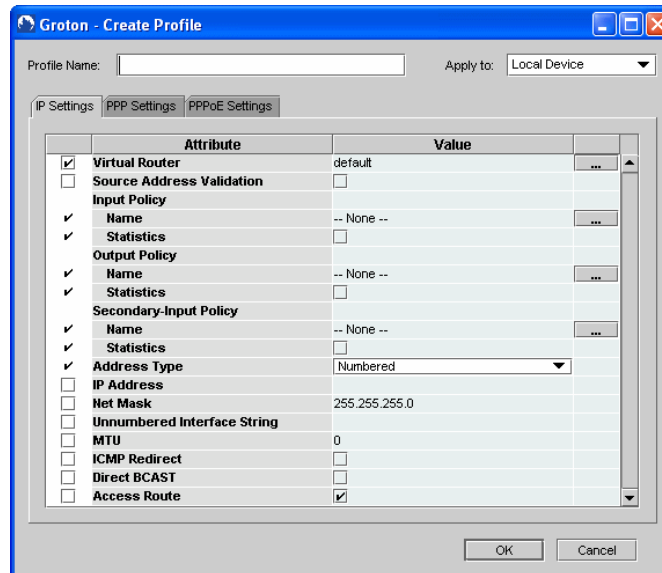 Groton - Create Profile
Profile Name:
Apply to: Local Device
IP Settings PPP Settings PPPoE Settings
Attribute Value
Virtual Router default ...
Source Address Validation
Input Policy
Name -- None -- ...
Statistics
Output Policy
Name -- None -- ...
Statistics
Secondary-Input Policy
Name -- None -- ...
Statistics
Address Type Numbered
IP Address
Net Mask 255.255.255.0
Unnumbered Interface String
MTU 0
ICMP Redirect
Direct BCAST
Access Route
OK Cancel